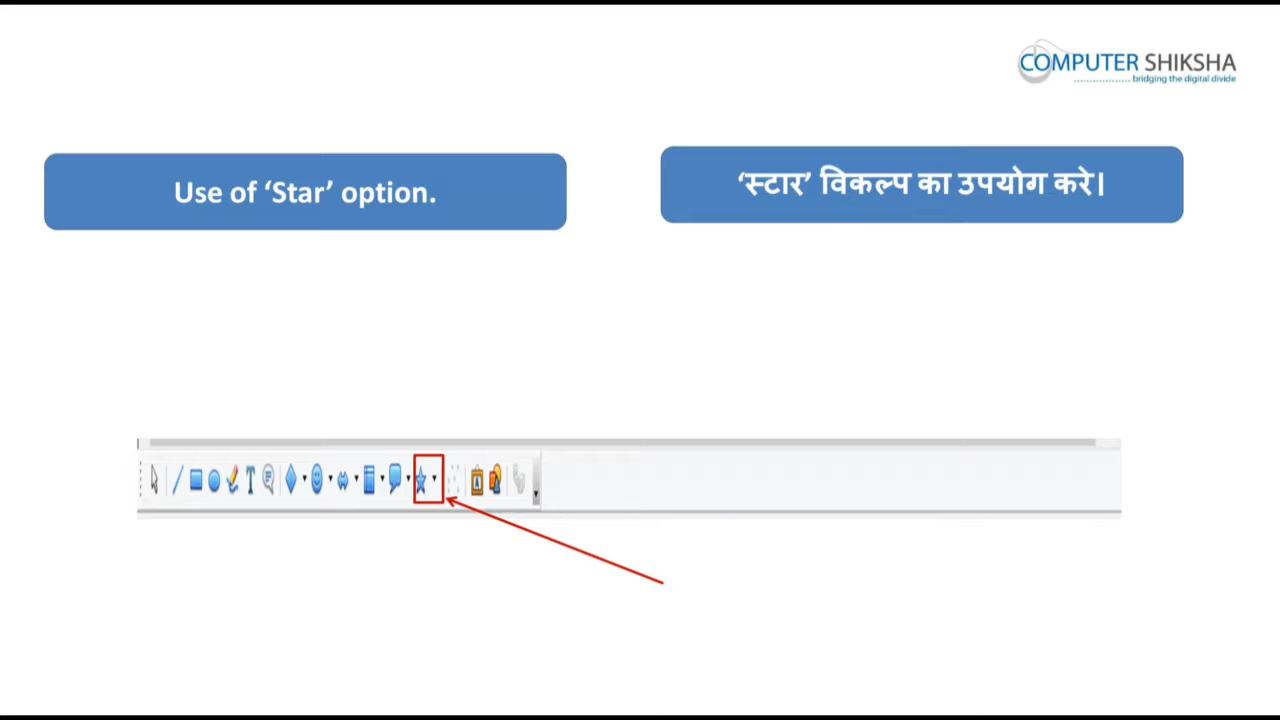 COMPUTER SHIKSHA
bridging the digital divide
Use of ‘Star’ option.
‘स्टार’ विकल्प का उपयोग करे।